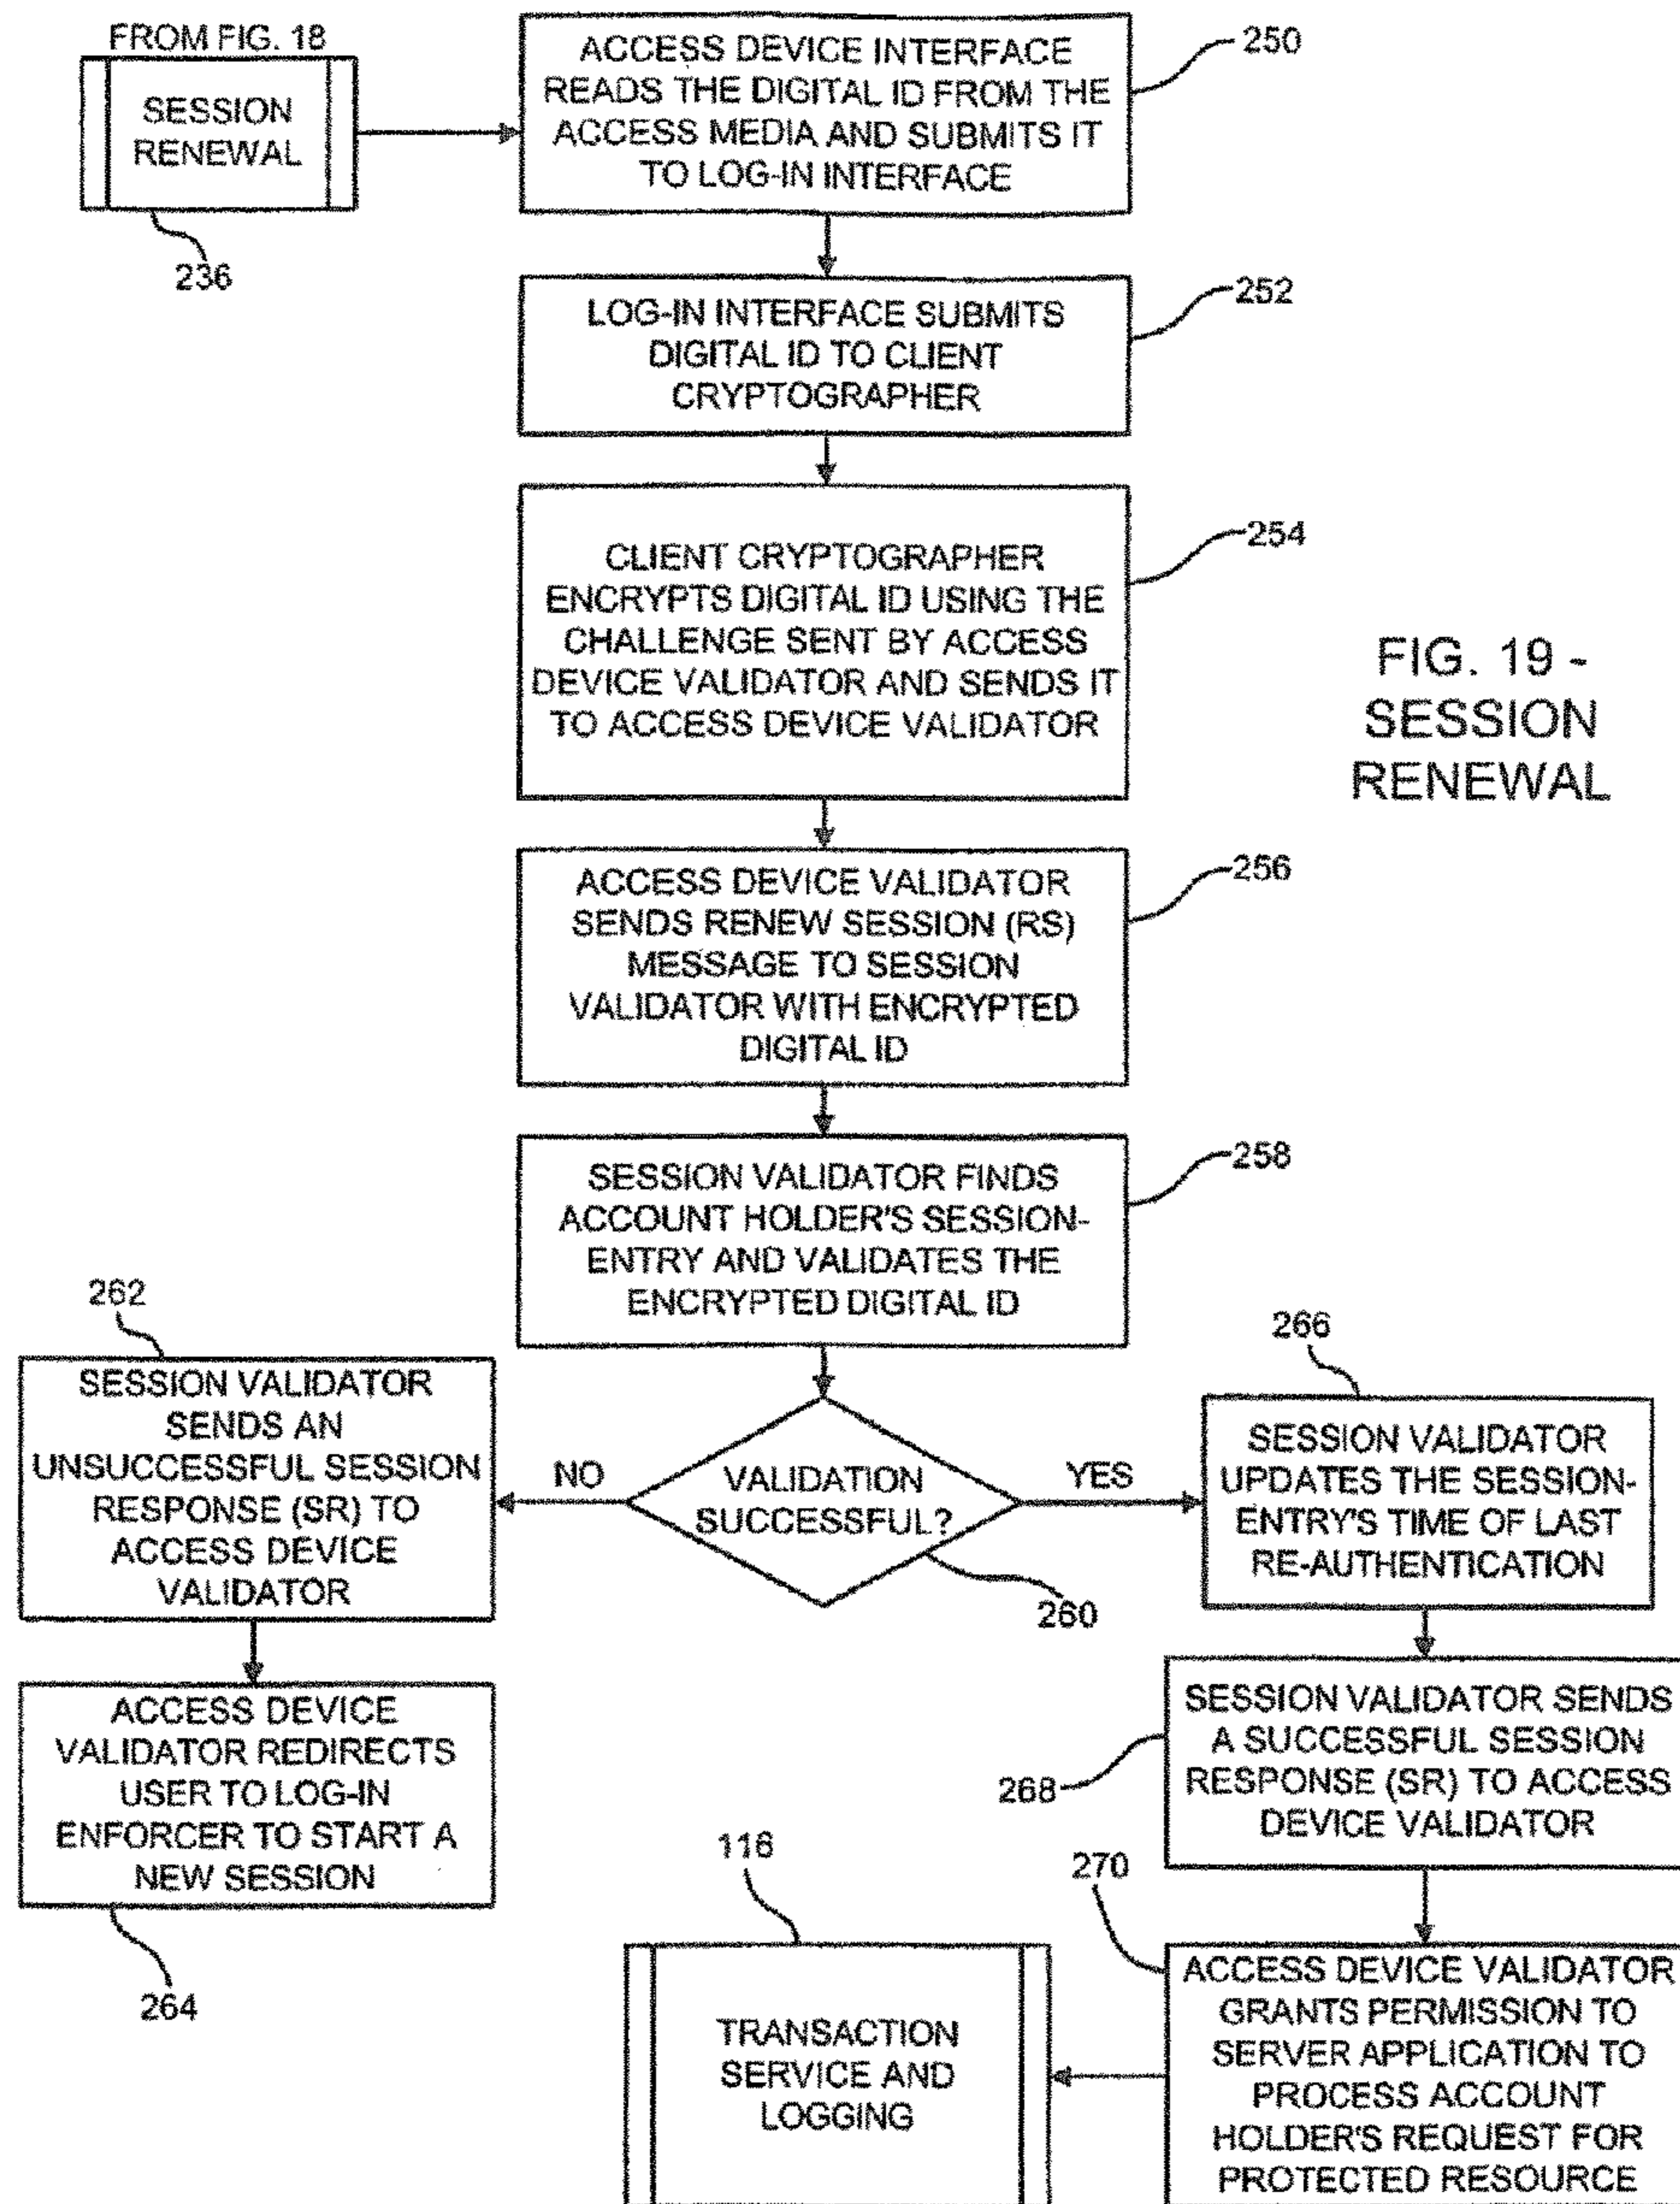 FROM FIG. 18
SESSION
RENEWAL
236
ACCESS DEVICE INTERFACE
READS THE DIGITAL ID FROM THE
ACCESS MEDIA AND SUBMITS IT
TO LOG-IN INTERFACE
250
LOG-IN INTERFACE SUBMITS
DIGITAL ID TO CLIENT
CRYPTOGRAPHER
252
CLIENT CRYPTOGRAPHER
ENCRYPTS DIGITAL ID USING THE
CHALLENGE SENT BY ACCESS
DEVICE VALIDATOR AND SENDS IT
TO ACCESS DEVICE VALIDATOR
254
FIG. 19 -
SESSION
RENEWAL
ACCESS DEVICE VALIDATOR
SENDS RENEW SESSION (RS)
MESSAGE TO SESSION
VALIDATOR WITH ENCRYPTED
DIGITAL ID
256
SESSION VALIDATOR FINDS
ACCOUNT HOLDER'S SESSION-
ENTRY AND VALIDATES THE
ENCRYPTED DIGITAL ID
258
VALIDATION
SUCCESSFUL?
260
NO
YES
262
SESSION VALIDATOR
SENDS AN
UNSUCCESSFUL SESSION
RESPONSE (SR) TO
ACCESS DEVICE
VALIDATOR
ACCESS DEVICE
VALIDATOR REDIRECTS
USER TO LOG-IN
ENFORCER TO START A
NEW SESSION
264
266
SESSION VALIDATOR
UPDATES THE SESSION-
ENTRY'S TIME OF LAST
RE-AUTHENTICATION
SESSION VALIDATOR SENDS
A SUCCESSFUL SESSION
RESPONSE (SR) TO ACCESS
DEVICE VALIDATOR
268
270
ACCESS DEVICE VALIDATOR
GRANTS PERMISSION TO
SERVER APPLICATION TO
PROCESS ACCOUNT
HOLDER'S REQUEST FOR
PROTECTED RESOURCE
116
TRANSACTION
SERVICE AND
LOGGING